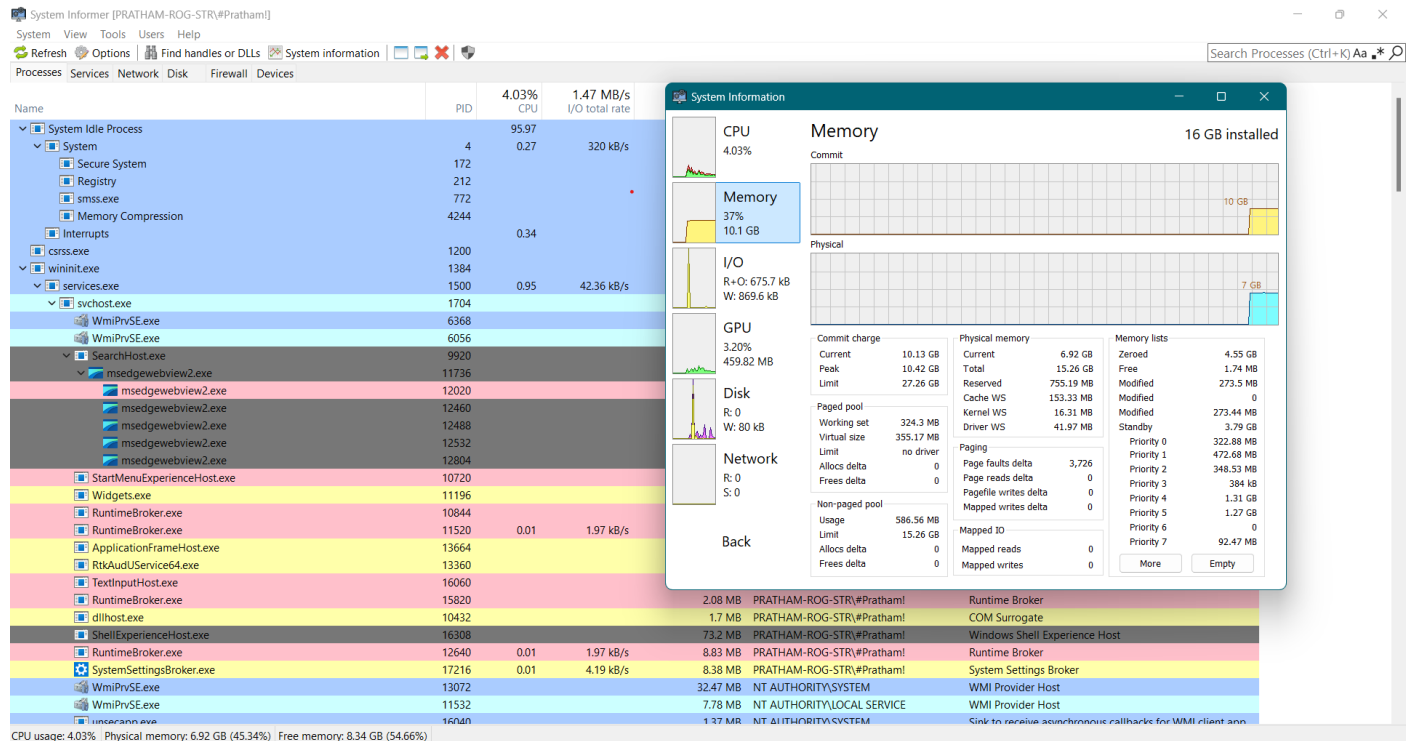 System Informer [PRATHAM-ROG-STR\#Pratham!]
System View Tools Users Help
Refresh Options Find handles or DLLs System information Search Processes (Ctrl+K) Aa .*
Processes Services Network Disk Firewall Devices
4.03% 1.47 MB/s
Name PID CPU I/O total rate
System Idle Process 95.97
System 4 0.27 320 kB/s
Secure System 172
Registry 212
smss.exe 772
Memory Compression 4244
Interrupts 0.34
csrss.exe 1200
wininit.exe 1384
services.exe 1500 0.95 42.36 kB/s
svchost.exe 1704
WmiPrvSE.exe 6368
WmiPrvSE.exe 6056
SearchHost.exe 9920
msedgewebview2.exe 11736
msedgewebview2.exe 12020
msedgewebview2.exe 12460
msedgewebview2.exe 12488
msedgewebview2.exe 12532
msedgewebview2.exe 12804
StartMenuExperienceHost.exe 10720
Widgets.exe 11196
RuntimeBroker.exe 10844
RuntimeBroker.exe 11520 0.01 1.97 kB/s
ApplicationFrameHost.exe 13664
RtkAudUService64.exe 13360
TextInputHost.exe 16060
RuntimeBroker.exe 15820 2.08 MB PRATHAM-ROG-STR\#Pratham! Runtime Broker
dllhost.exe 10432 1.7 MB PRATHAM-ROG-STR\#Pratham! COM Surrogate
ShellExperienceHost.exe 16308 73.2 MB PRATHAM-ROG-STR\#Pratham! Windows Shell Experience Host
RuntimeBroker.exe 12640 0.01 1.97 kB/s 8.83 MB PRATHAM-ROG-STR\#Pratham! Runtime Broker
SystemSettingsBroker.exe 17216 0.01 4.19 kB/s 8.38 MB PRATHAM-ROG-STR\#Pratham! System Settings Broker
WmiPrvSE.exe 13072 32.47 MB NT AUTHORITY\SYSTEM WMI Provider Host
WmiPrvSE.exe 11532 7.78 MB NT AUTHORITY\LOCAL SERVICE WMI Provider Host
unsecapp.exe 16040 1.37 MB NT AUTHORITY\SYSTEM Sink to receive asynchronous callbacks for WMI client app
CPU usage: 4.03% Physical memory: 6.92 GB (45.34%) Free memory: 8.34 GB (54.66%)
System Information
CPU
4.03%
Memory
37%
10.1 GB
I/O
R+O: 675.7 kB
W: 869.6 kB
GPU
3.20%
459.82 MB
Disk
R: 0
W: 80 kB
Network
R: 0
S: 0
Back
Memory 16 GB installed
Commit
10 GB
Physical
7 GB
Commit charge
Current 10.13 GB
Peak 10.42 GB
Limit 27.26 GB
Paged pool
Working set 324.3 MB
Virtual size 355.17 MB
Limit no driver
Allocs delta 0
Frees delta 0
Non-paged pool
Usage 586.56 MB
Limit 15.26 GB
Allocs delta 0
Frees delta 0
Physical memory
Current 6.92 GB
Total 15.26 GB
Reserved 755.19 MB
Cache WS 153.33 MB
Kernel WS 16.31 MB
Driver WS 41.97 MB
Paging
Page faults delta 3,726
Page reads delta 0
Pagefile writes delta 0
Mapped writes delta 0
Mapped IO
Mapped reads 0
Mapped writes 0
Memory lists
Zeroed 4.55 GB
Free 1.74 MB
Modified 273.5 MB
Modified 0
Modified 273.44 MB
Standby 3.79 GB
Priority 0 322.88 MB
Priority 1 472.68 MB
Priority 2 348.53 MB
Priority 3 384 kB
Priority 4 1.31 GB
Priority 5 1.27 GB
Priority 6 0
Priority 7 92.47 MB
More Empty